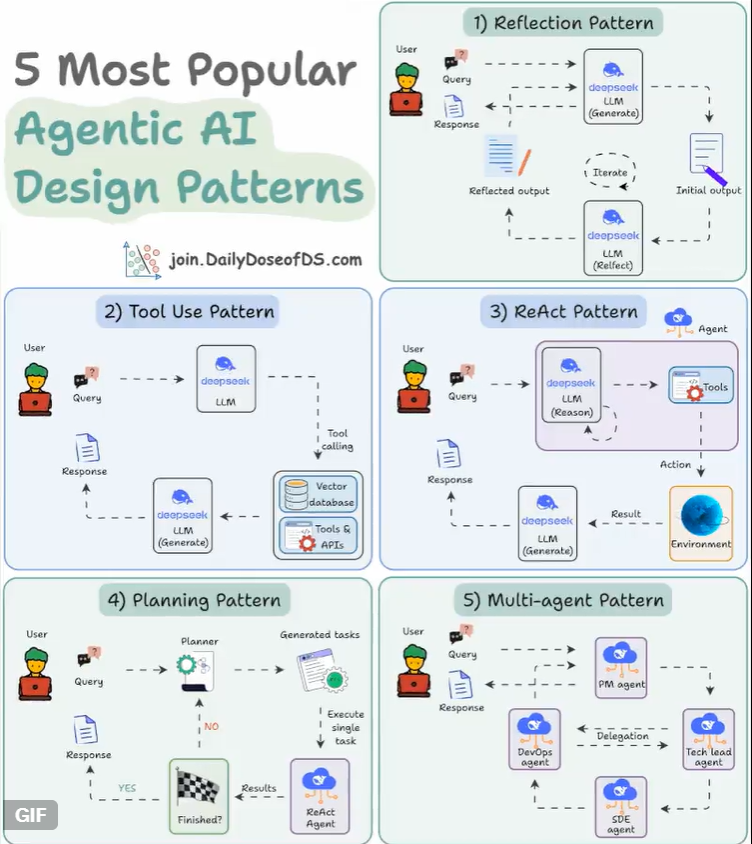 5 Most Popular
Agentic AI
Design Patterns
join.DailyDoseofDS.com
1) Reflection Pattern
User
Query
Response
deepseek
LLM
(Generate)
Reflected output
Iterate
Initial output
deepseek
LLM
(Relfect)
2) Tool Use Pattern
User
Query
deepseek
LLM
Tool
calling
Response
deepseek
LLM
(Generate)
Vector
database
Tools &
APIs
3) ReAct Pattern
Agent
User
Query
deepseek
LLM
(Reason)
Tools
Action
Response
deepseek
LLM
(Generate)
Result
Environment
4) Planning Pattern
User
Query
Planner
Generated tasks
Execute
single
task
NO
Response
YES
Finished?
Results
ReAct
Agent
GIF
5) Multi-agent Pattern
User
Query
Response
PM agent
DevOps
agent
Delegation
Tech lead
agent
SDE
agent